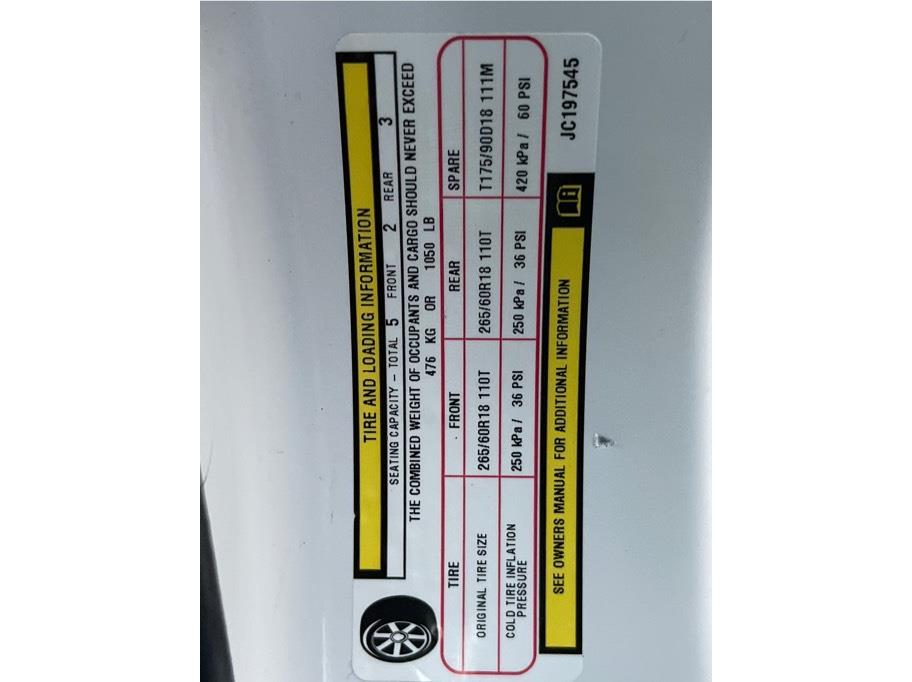 TIRE AND LOADING INFORMATION
SEATING CAPACITY – TOTAL 5 FRONT 2 REAR 3
THE COMBINED WEIGHT OF OCCUPANTS AND CARGO SHOULD NEVER EXCEED
476 KG OR 1050 LB
TIRE FRONT REAR SPARE
ORIGINAL TIRE SIZE 265/60R18 110T 265/60R18 110T T175/90D18 111M
COLD TIRE INFLATION
PRESSURE 250 kPa / 36 PSI 250 kPa / 36 PSI 420 kPa / 60 PSI
SEE OWNERS MANUAL FOR ADDITIONAL INFORMATION
JC197545